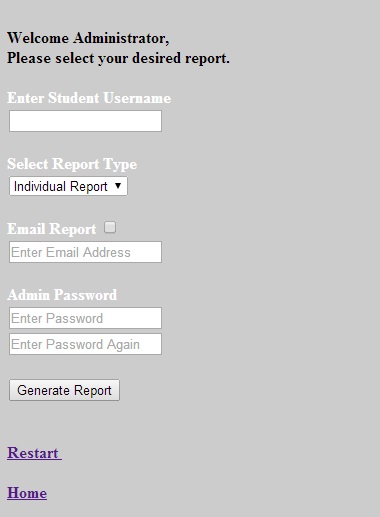 Welcome Administrator,
Please select your desired report.
Enter Student Username
Select Report Type
Individual Report
Email Report
Enter Email Address
Admin Password
Enter Password
Enter Password Again
Generate Report
Restart
Home